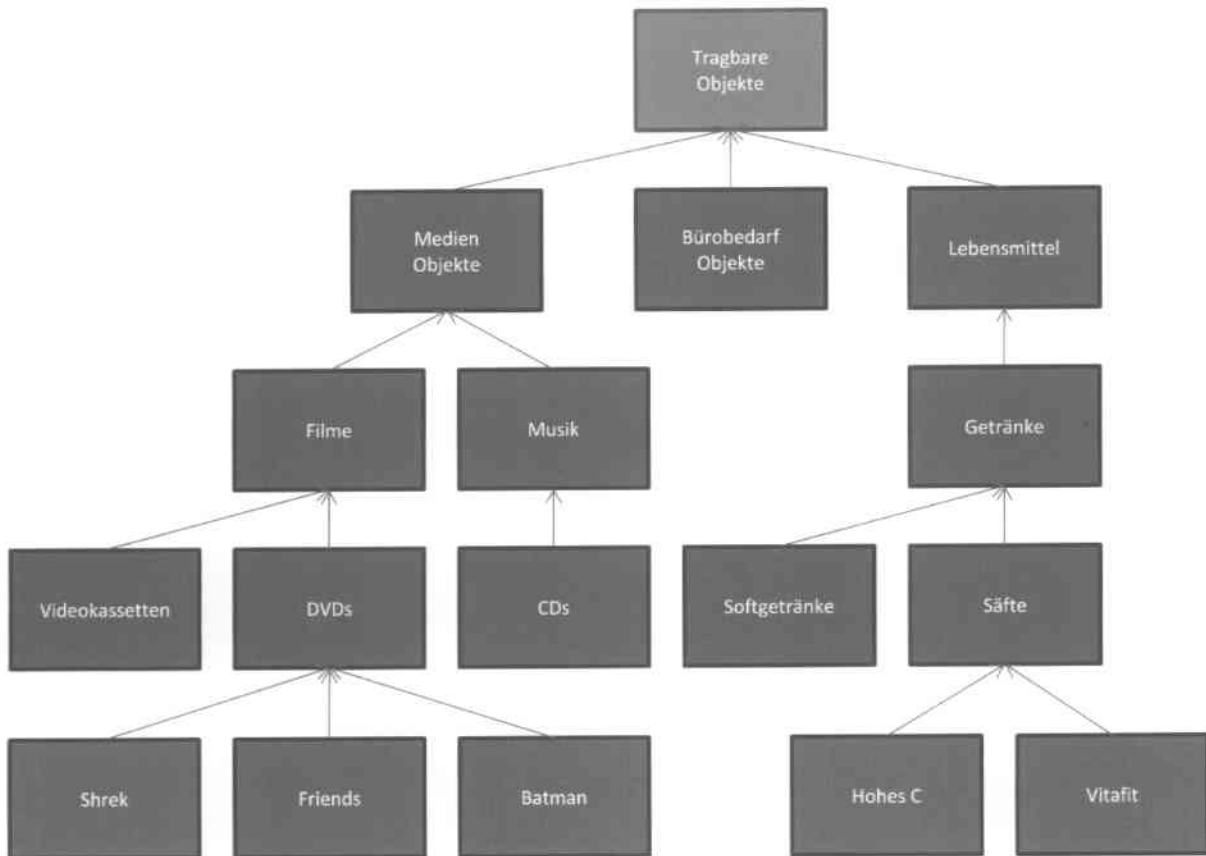 Tragbare
Objekte
Medien
Objekte
Bürobedarf
Objekte
Lebensmittel
Filme
Musik
Getränke
Videokassetten
DVDs
CDs
Softgetränke
Säfte
Shrek
Friends
Batman
Hohes C
Vitafit